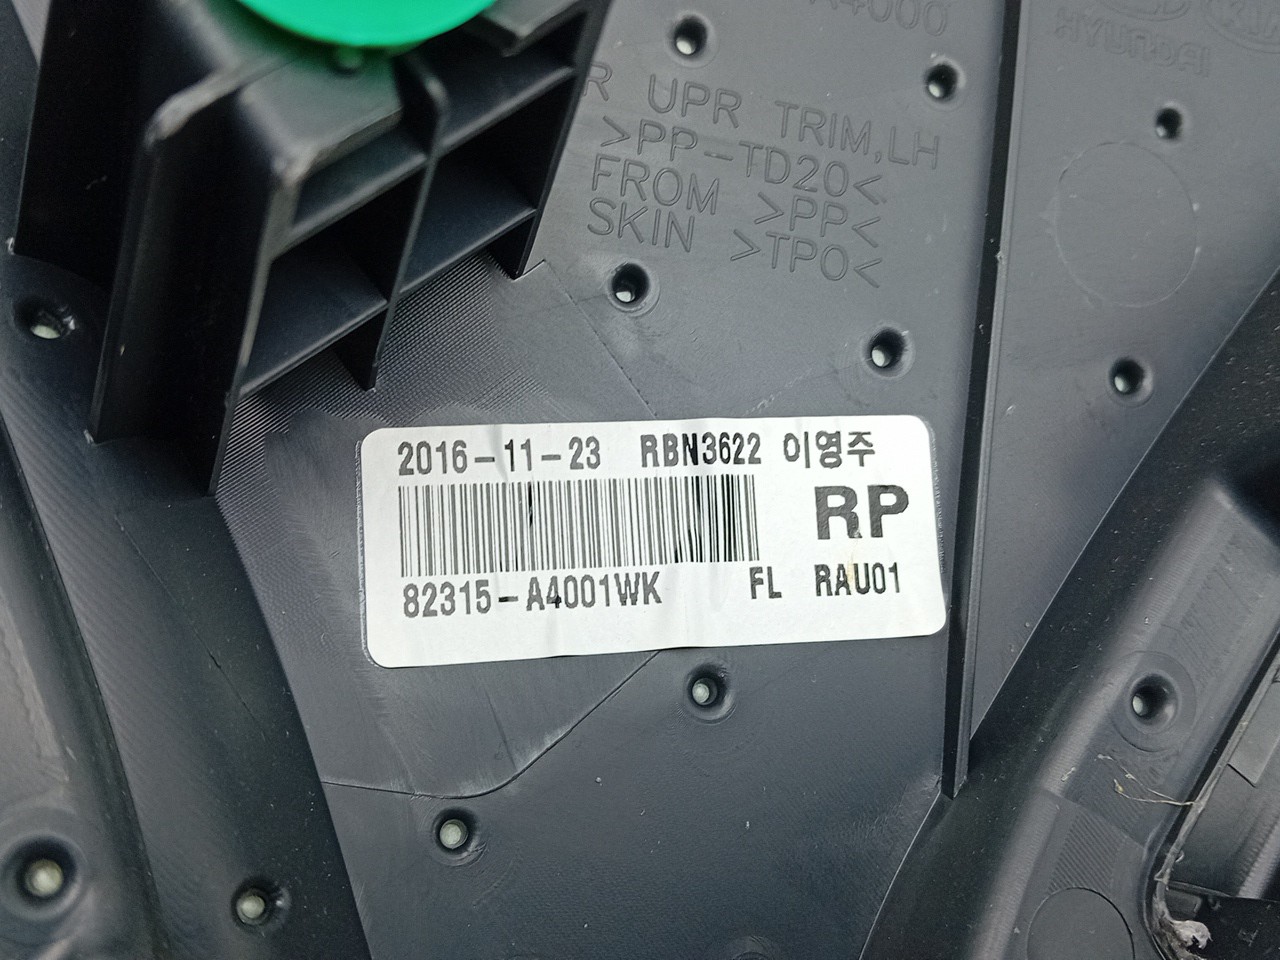 A4000
HYUNDAI
R UPR TRIM,LH
>PP-TD20<
FROM >PP<
SKIN >TPO<
2016-11-23 RBN3622 이영주
RP
82315-A4001WK FL RAU01